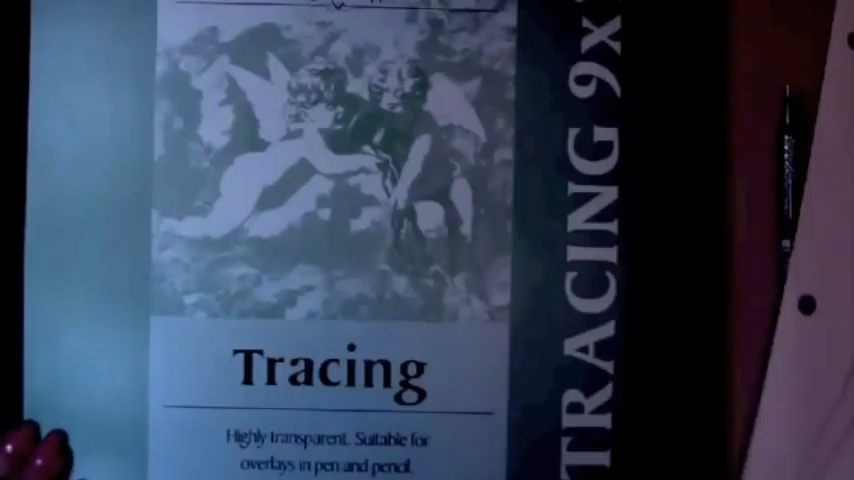 Tracing
Highly transparent. Suitable for
overlays in pen and pencil.
TRACING 9x